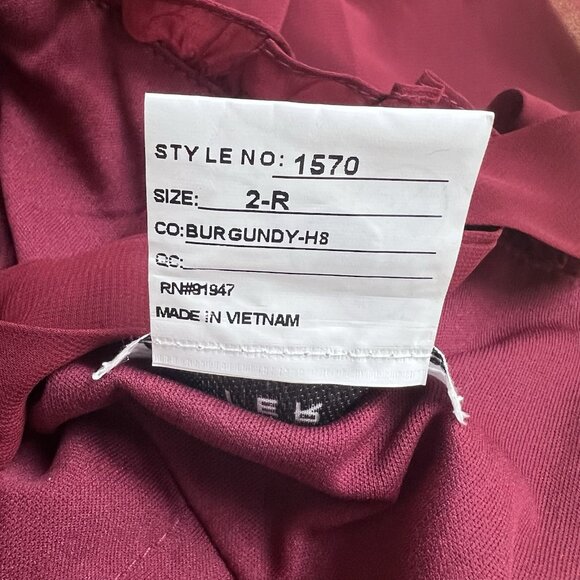 STYLE NO: 1570
SIZE: 2-R
CO: BURGUNDY-H8
QC:
RN#91947
MADE IN VIETNAM